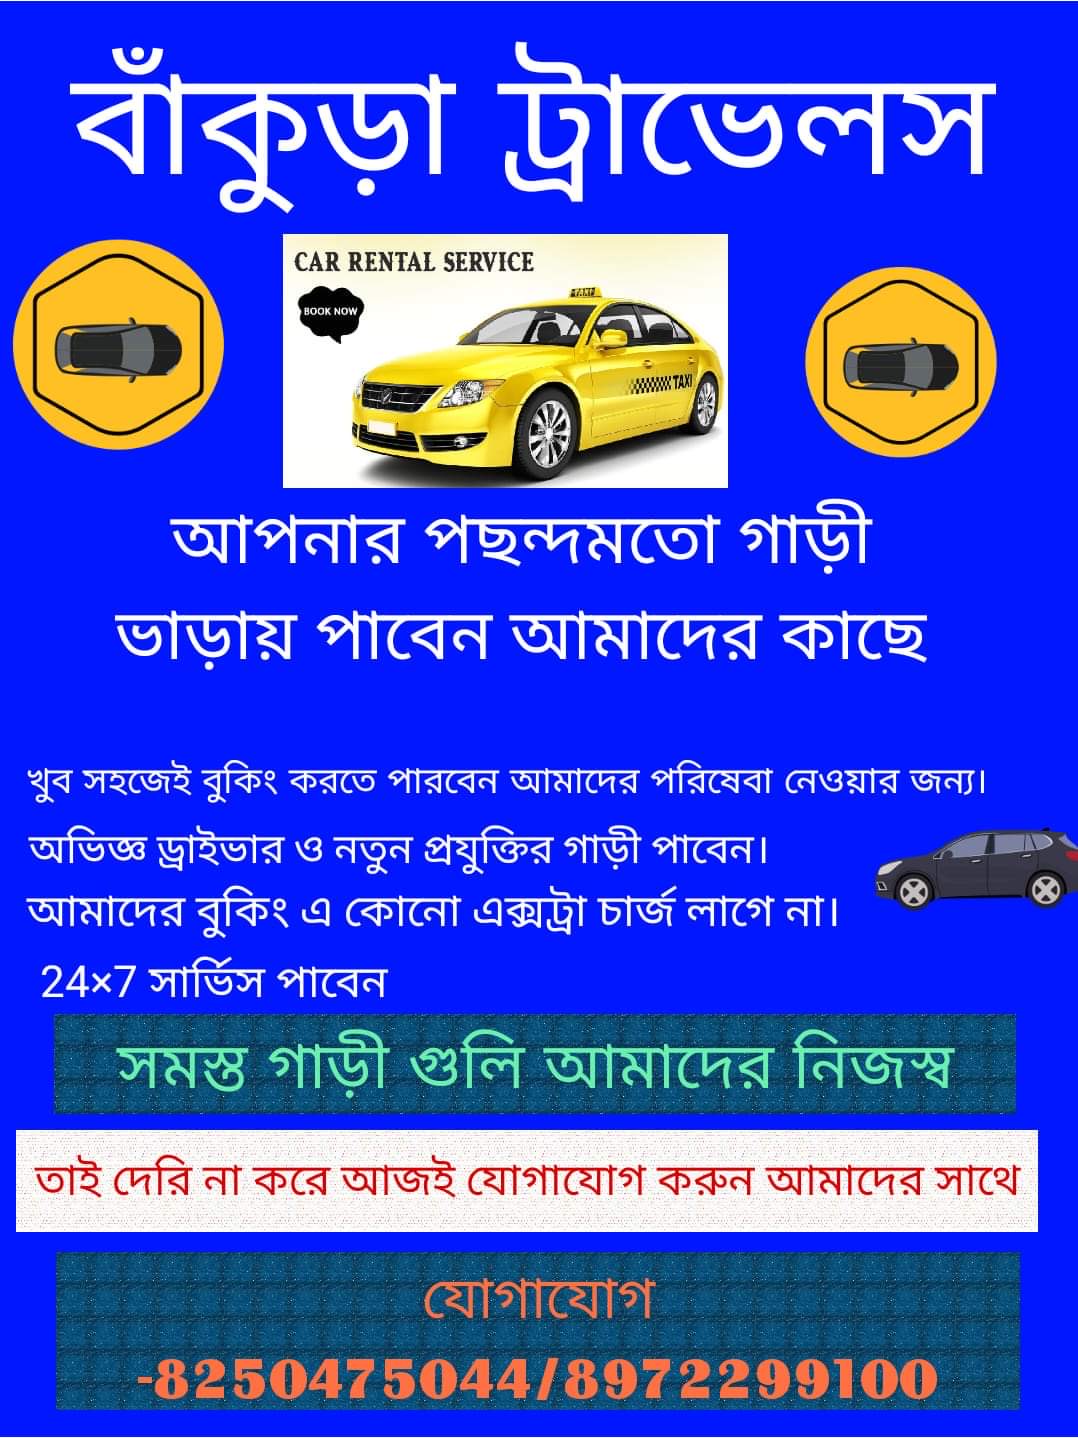 বাঁকুড়া ট্রাভেলস
CAR RENTAL SERVICE
BOOK NOW
TAXI
TAXI
আপনার পছন্দমতো গাড়ী
ভাড়ায় পাবেন আমাদের কাছে
খুব সহজেই বুকিং করতে পারবেন আমাদের পরিষেবা নেওয়ার জন্য।
অভিজ্ঞ ড্রাইভার ও নতুন প্রযুক্তির গাড়ী পাবেন।
আমাদের বুকিং এ কোনো এক্সট্রা চার্জ লাগে না।
24×7 সার্ভিস পাবেন
সমস্ত গাড়ী গুলি আমাদের নিজস্ব
তাই দেরি না করে আজই যোগাযোগ করুন আমাদের সাথে
যোগাযোগ
-8250475044/8972299100